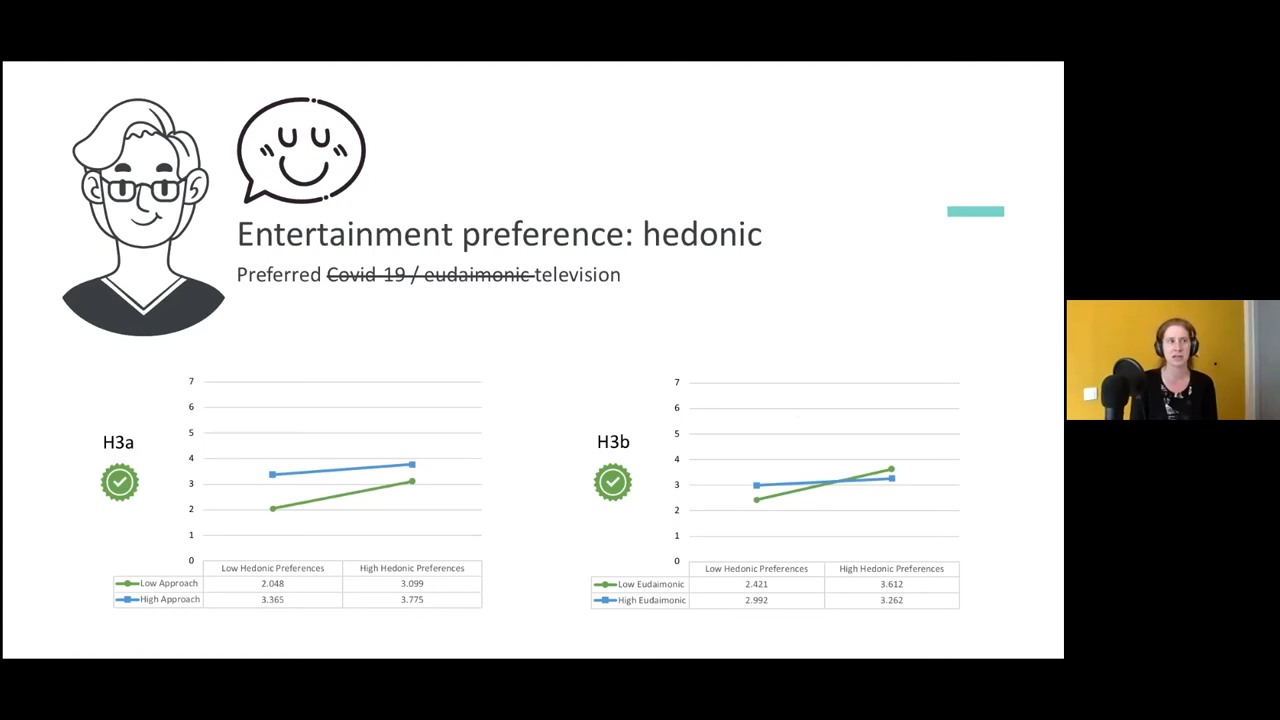 Entertainment preference: hedonic
Preferred Covid-19 / eudaimonic television
H3a
7
6
5
4
3
2
1
0
Low Hedonic Preferences High Hedonic Preferences
Low Approach 2.048 3.099
High Approach 3.365 3.775
H3b
7
6
5
4
3
2
1
0
Low Hedonic Preferences High Hedonic Preferences
Low Eudaimonic 2.421 3.612
High Eudaimonic 2.992 3.262